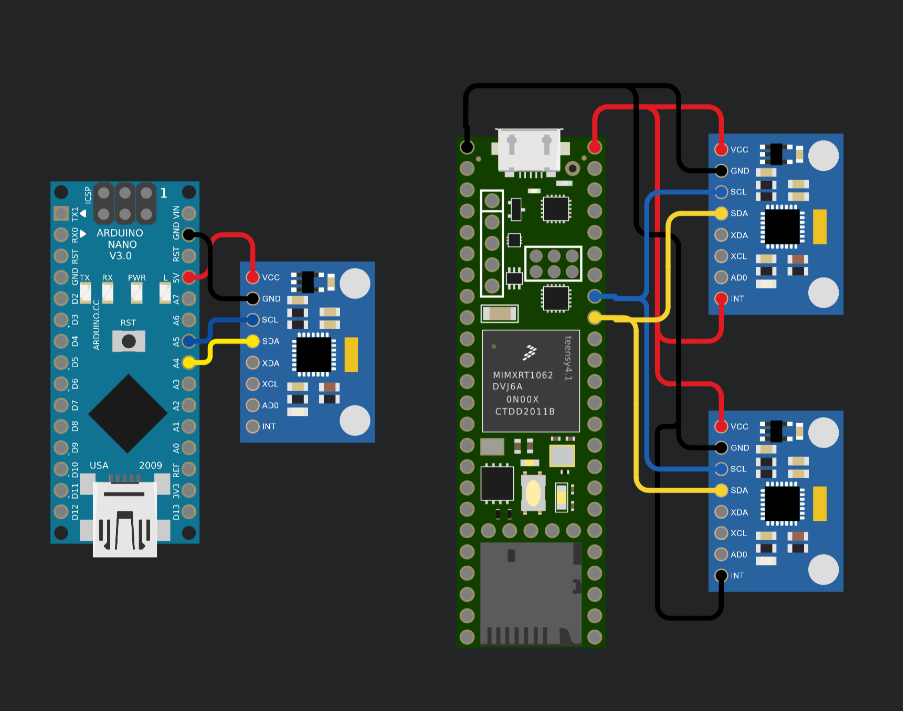 ICSP
1
TX1
RX0
RST
GND
D2
D3
D4
D5
D6
D7
D8
D9
D10
D11
D12
VIN
GND
RST
5V
A7
A6
A5
A4
A3
A2
A1
A0
REF
3V3
D13
ARDUINO
NANO
V3.0
TX
RX
PWR
L
RST
ARDUINO.CC
USA
2009
VCC
GND
SCL
SDA
XDA
XCL
AD0
INT
teensy4.1
MIMXRT1062
DVJ6A
0N00X
CTDD2011B
VCC
GND
SCL
SDA
XDA
XCL
AD0
INT
VCC
GND
SCL
SDA
XDA
XCL
AD0
INT